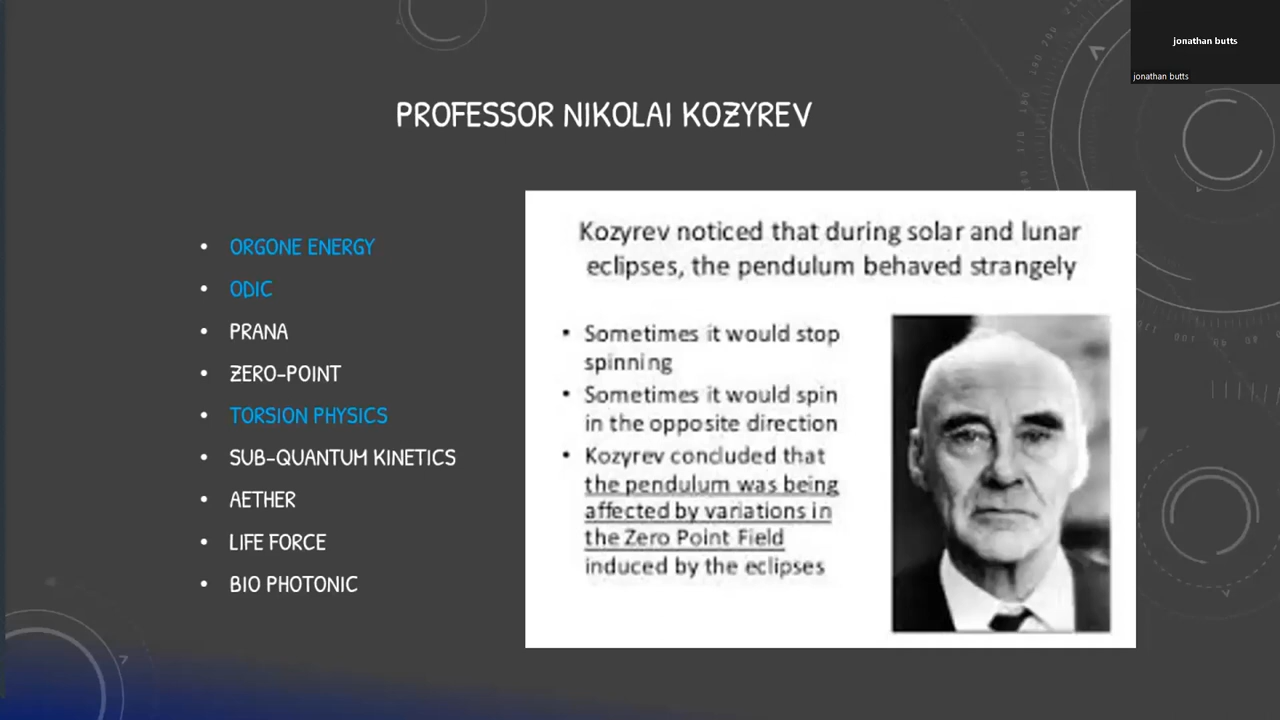 jonathan butts
jonathan butts
PROFESSOR NIKOLAI KOZYREV
• ORGONE ENERGY
• ODIC
• PRANA
• ZERO-POINT
• TORSION PHYSICS
• SUB-QUANTUM KINETICS
• AETHER
• LIFE FORCE
• BIO PHOTONIC
Kozyrev noticed that during solar and lunar
eclipses, the pendulum behaved strangely
• Sometimes it would stop
spinning
• Sometimes it would spin
in the opposite direction
• Kozyrev concluded that
the pendulum was being
affected by variations in
the Zero Point Field
induced by the eclipses